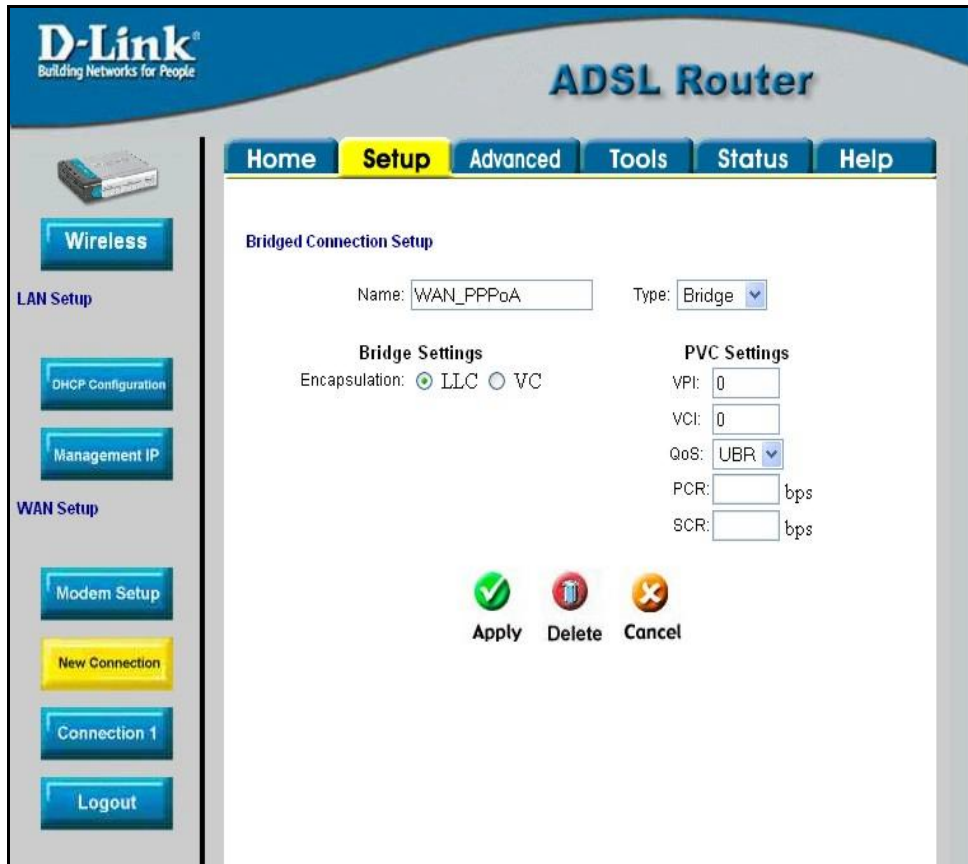 D-Link®
Building Networks for People
ADSL Router
Home Setup Advanced Tools Status Help
Wireless
LAN Setup
DHCP Configuration
Management IP
WAN Setup
Modem Setup
New Connection
Connection 1
Logout
Bridged Connection Setup
Name: WAN_PPPoA Type: Bridge
Bridge Settings PVC Settings
Encapsulation: LLC VC
VPI: 0
VCI: 0
QoS: UBR
PCR: bps
SCR: bps
Apply Delete Cancel